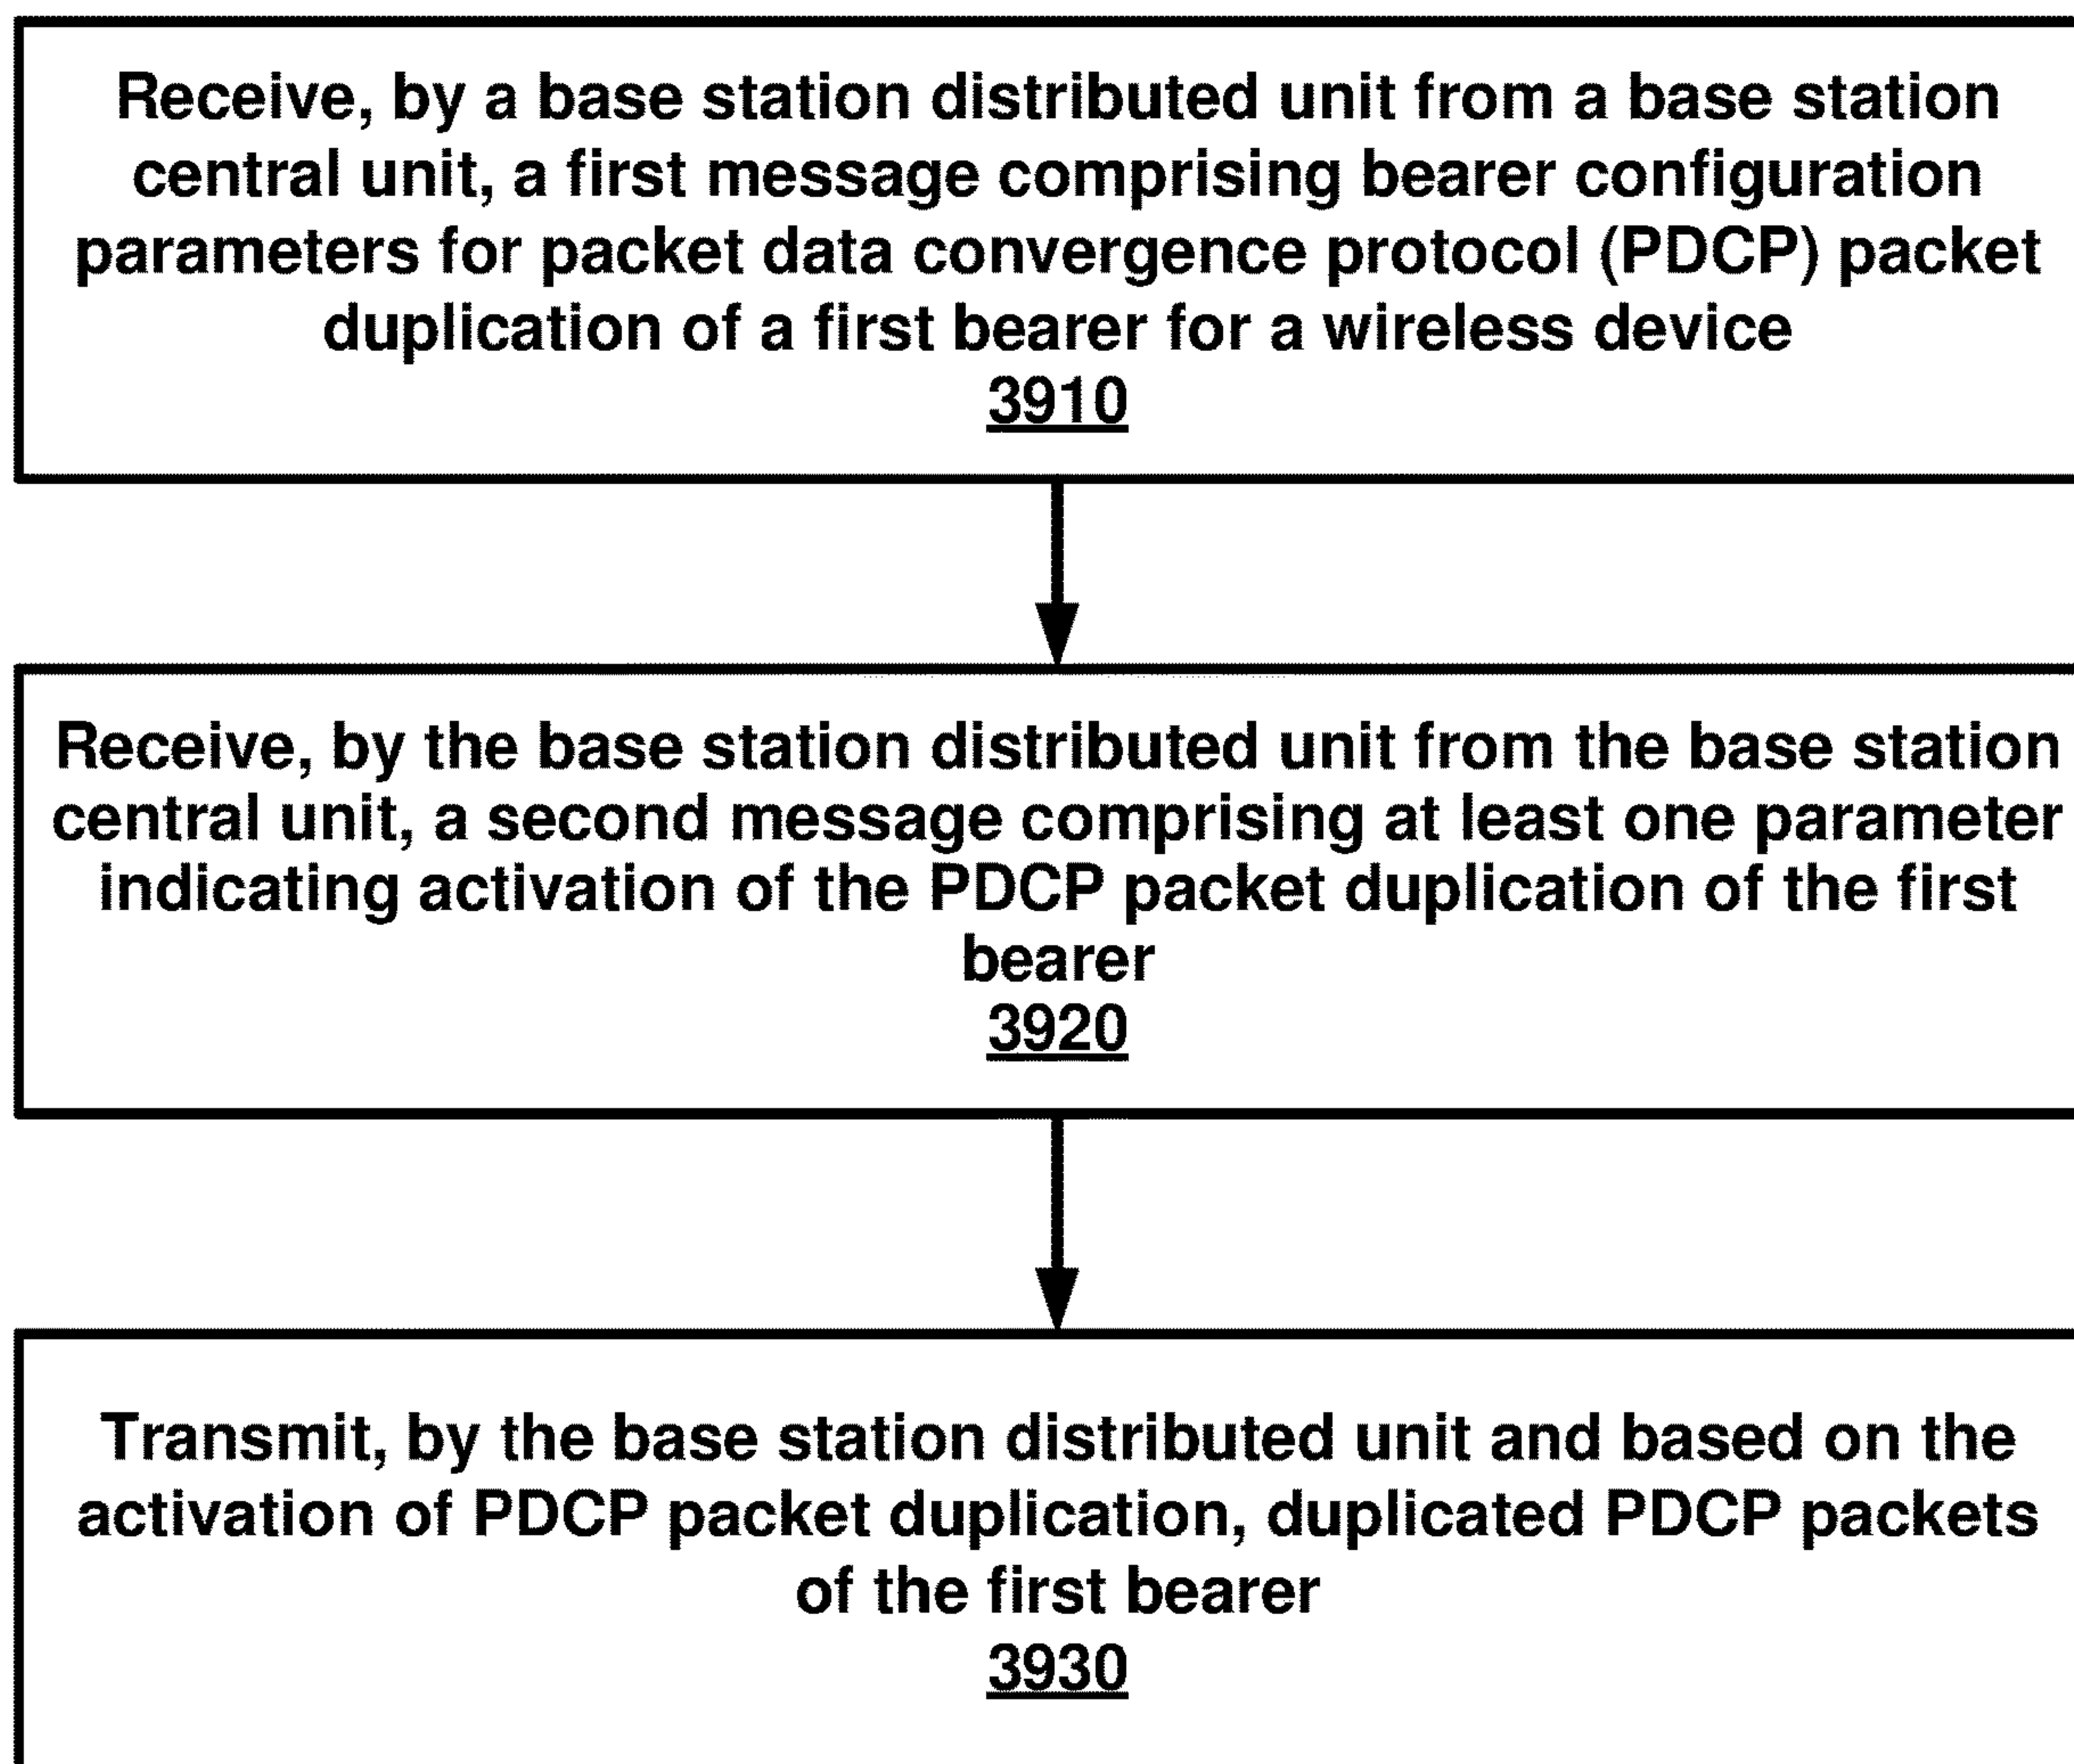 Receive, by a base station distributed unit from a base station
central unit, a first message comprising bearer configuration
parameters for packet data convergence protocol (PDCP) packet
duplication of a first bearer for a wireless device
3910
Receive, by the base station distributed unit from the base station
central unit, a second message comprising at least one parameter
indicating activation of the PDCP packet duplication of the first
bearer
3920
Transmit, by the base station distributed unit and based on the
activation of PDCP packet duplication, duplicated PDCP packets
of the first bearer
3930